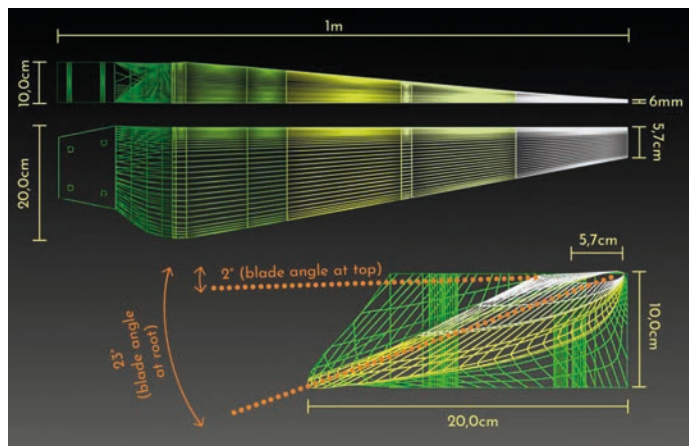 1m
10,0cm
6mm
20,0cm
5,7cm
5,7cm
2° (blade angle at top)
23°
(blade angle
at root)
10,0cm
20,0cm